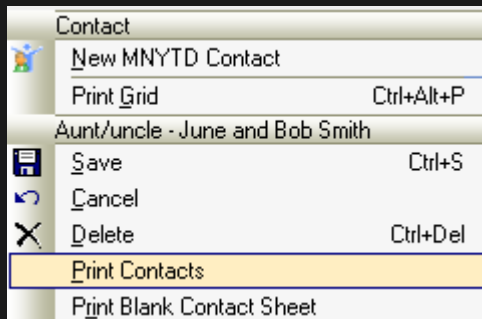 Contact
New MNYTD Contact
Print Grid Ctrl+Alt+P
Aunt/uncle - June and Bob Smith
Save Ctrl+S
Cancel
Delete Ctrl+Del
Print Contacts
Print Blank Contact Sheet